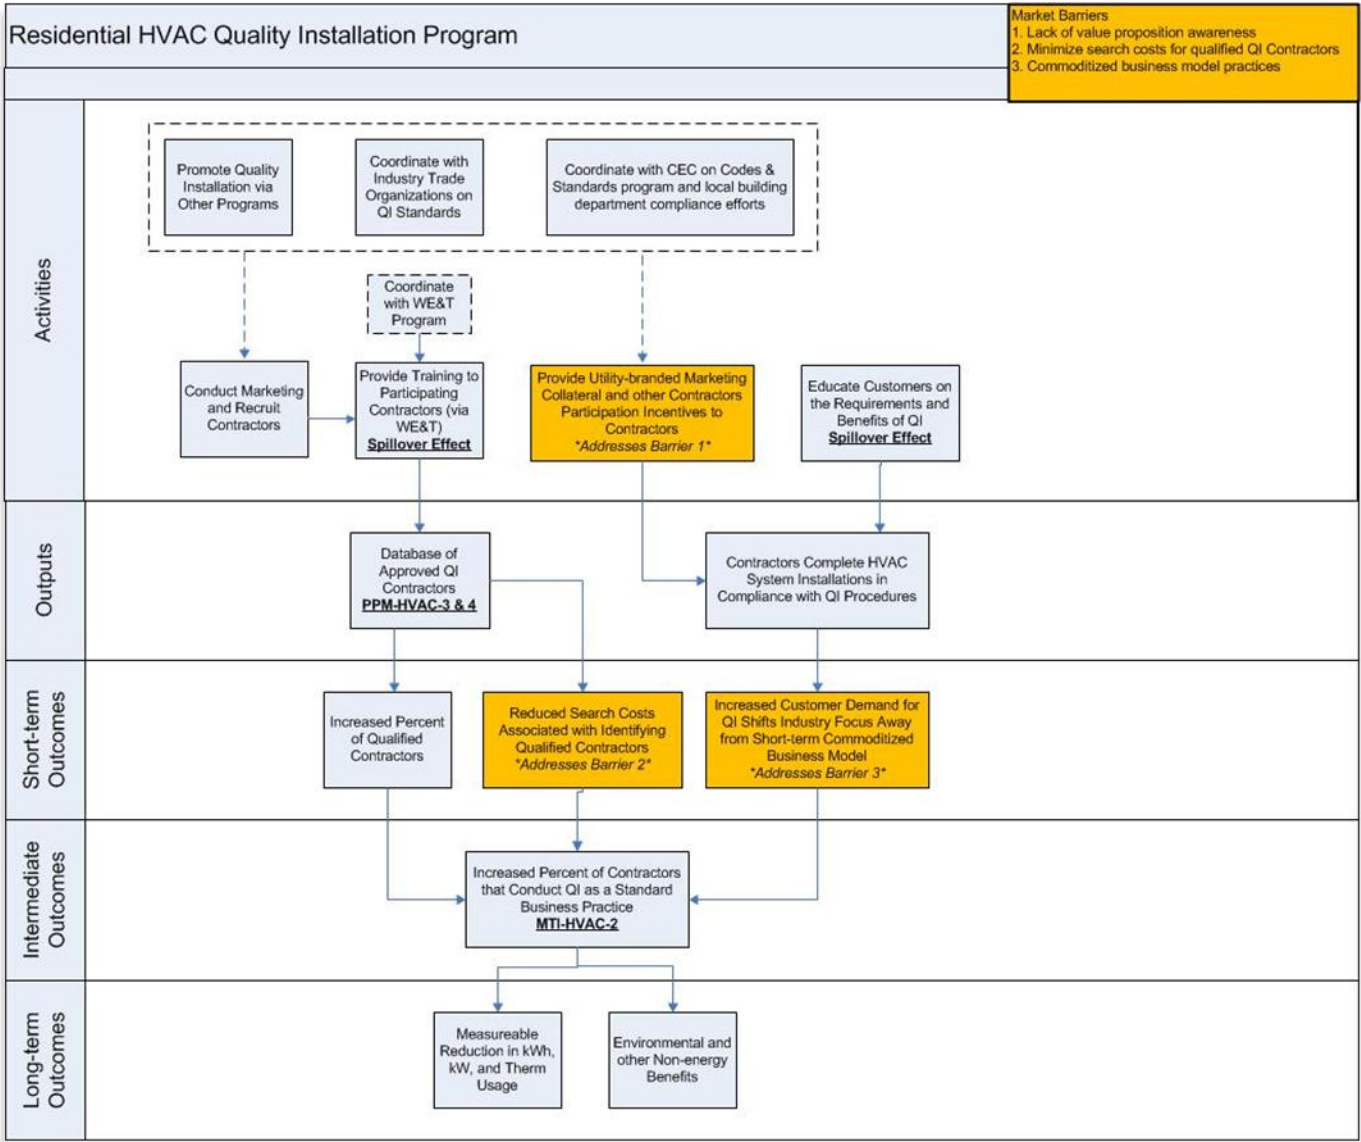 Residential HVAC Quality Installation Program
Market Barriers
1. Lack of value proposition awareness
2. Minimize search costs for qualified QI Contractors
3. Commoditized business model practices
Activities
Promote Quality
Installation via
Other Programs
Coordinate with
Industry Trade
Organizations on
QI Standards
Coordinate with CEC on Codes &
Standards program and local building
department compliance efforts
Coordinate
with WE&T
Program
Conduct Marketing
and Recruit
Contractors
Provide Training to
Participating
Contractors (via
WE&T)
Spillover Effect
Provide Utility-branded Marketing
Collateral and other Contractors
Participation Incentives to
Contractors
*Addresses Barrier 1*
Educate Customers on
the Requirements and
Benefits of QI
Spillover Effect
Outputs
Database of
Approved QI
Contractors
PPM-HVAC-3 & 4
Contractors Complete HVAC
System Installations in
Compliance with QI Procedures
Short-term
Outcomes
Increased Percent
of Qualified
Contractors
Reduced Search Costs
Associated with Identifying
Qualified Contractors
*Addresses Barrier 2*
Increased Customer Demand for
QI Shifts Industry Focus Away
from Short-term Commoditized
Business Model
*Addresses Barrier 3*
Intermediate
Outcomes
Increased Percent of Contractors
that Conduct QI as a Standard
Business Practice
MTI-HVAC-2
Long-term
Outcomes
Measureable
Reduction in kWh,
kW, and Therm
Usage
Environmental and
other Non-energy
Benefits